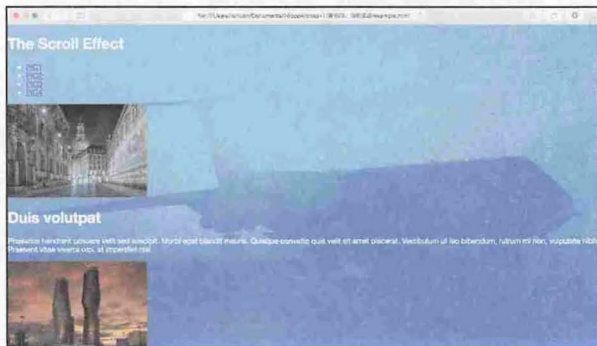 The Scroll Effect
Duis volutpat
Phasellus hendrerit posuere velit sed suscipit. Morbi eget blandit mauris. Quisque convallis quis velit sit amet placerat. Vestibulum ut leo bibendum, rutrum mi non, vulputate nibh.
Praesent vitae viverra orci, at imperdiet nisl.